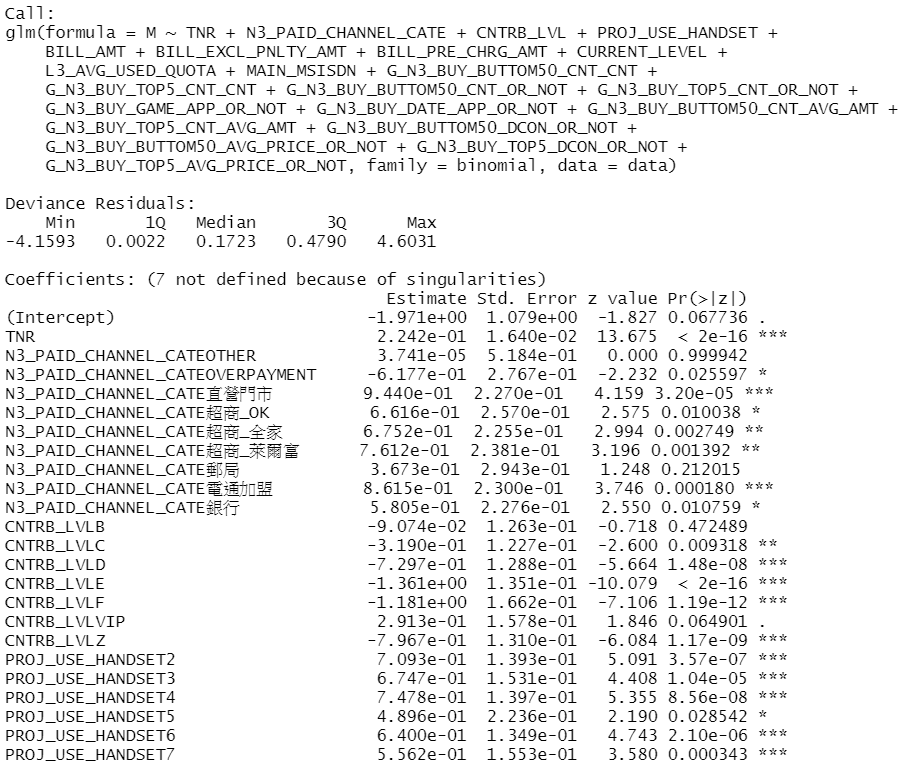 Call:
glm(formula = M ~ TNR + N3_PAID_CHANNEL_CATE + CNTRB_LVL + PROJ_USE_HANDSET +
BILL_AMT + BILL_EXCL_PNLTY_AMT + BILL_PRE_CHRG_AMT + CURRENT_LEVEL +
L3_AVG_USED_QUOTA + MAIN_MSISDN + G_N3_BUY_BUTTOM50_CNT_CNT +
G_N3_BUY_TOP5_CNT_CNT + G_N3_BUY_BUTTOM50_CNT_OR_NOT + G_N3_BUY_TOP5_CNT_OR_NOT +
G_N3_BUY_GAME_APP_OR_NOT + G_N3_BUY_DATE_APP_OR_NOT + G_N3_BUY_BUTTOM50_CNT_AVG_AMT +
G_N3_BUY_TOP5_CNT_AVG_AMT + G_N3_BUY_BUTTOM50_DCON_OR_NOT +
G_N3_BUY_BUTTOM50_AVG_PRICE_OR_NOT + G_N3_BUY_TOP5_DCON_OR_NOT +
G_N3_BUY_TOP5_AVG_PRICE_OR_NOT, family = binomial, data = data)
Deviance Residuals:
Min 1Q Median 3Q Max
-4.1593 0.0022 0.1723 0.4790 4.6031
Coefficients: (7 not defined because of singularities)
Estimate Std. Error z value Pr(>|z|)
(Intercept) -1.971e+00 1.079e+00 -1.827 0.067736 .
TNR 2.242e-01 1.640e-02 13.675 < 2e-16 ***
N3_PAID_CHANNEL_CATEOTHER 3.741e-05 5.184e-01 0.000 0.999942
N3_PAID_CHANNEL_CATEOVERPAYMENT -6.177e-01 2.767e-01 -2.232 0.025597 *
N3_PAID_CHANNEL_CATE直營門市 9.440e-01 2.270e-01 4.159 3.20e-05 ***
N3_PAID_CHANNEL_CATE超商_OK 6.616e-01 2.570e-01 2.575 0.010038 *
N3_PAID_CHANNEL_CATE超商_全家 6.752e-01 2.255e-01 2.994 0.002749 **
N3_PAID_CHANNEL_CATE超商_萊爾富 7.612e-01 2.381e-01 3.196 0.001392 **
N3_PAID_CHANNEL_CATE郵局 3.673e-01 2.943e-01 1.248 0.212015
N3_PAID_CHANNEL_CATE電通加盟 8.615e-01 2.300e-01 3.746 0.000180 ***
N3_PAID_CHANNEL_CATE銀行 5.805e-01 2.276e-01 2.550 0.010759 *
CNTRB_LVLB -9.074e-02 1.263e-01 -0.718 0.472489
CNTRB_LVLC -3.190e-01 1.227e-01 -2.600 0.009318 **
CNTRB_LVLD -7.297e-01 1.288e-01 -5.664 1.48e-08 ***
CNTRB_LVLE -1.361e+00 1.351e-01 -10.079 < 2e-16 ***
CNTRB_LVLF -1.181e+00 1.662e-01 -7.106 1.19e-12 ***
CNTRB_LVLVIP 2.913e-01 1.578e-01 1.846 0.064901 .
CNTRB_LVLZ -7.967e-01 1.310e-01 -6.084 1.17e-09 ***
PROJ_USE_HANDSET2 7.093e-01 1.393e-01 5.091 3.57e-07 ***
PROJ_USE_HANDSET3 6.747e-01 1.531e-01 4.408 1.04e-05 ***
PROJ_USE_HANDSET4 7.478e-01 1.397e-01 5.355 8.56e-08 ***
PROJ_USE_HANDSET5 4.896e-01 2.236e-01 2.190 0.028542 *
PROJ_USE_HANDSET6 6.400e-01 1.349e-01 4.743 2.10e-06 ***
PROJ_USE_HANDSET7 5.562e-01 1.553e-01 3.580 0.000343 ***